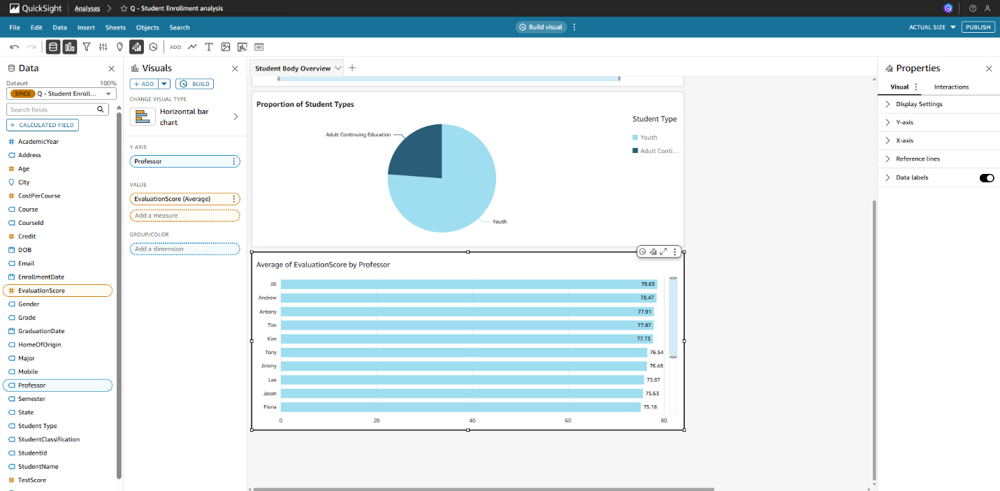 QuickSight
Analyses
Q - Student Enrollment analysis
File Edit Data Insert Sheets Objects Search
Build visual
ACTUAL SIZE
PUBLISH
ADD:
Data
Dataset
100%
SPICE Q - Student Enroll...
Search fields
+ CALCULATED FIELD
AcademicYear
Address
Age
City
CostPerCourse
Course
CourseId
Credit
DOB
Email
EnrollmentDate
EvaluationScore
Gender
Grade
GraduationDate
HomeOfOrigin
Major
Mobile
Professor
Semester
State
Student Type
StudentClassification
StudentId
StudentName
TestScore
Visuals
+ ADD
BUILD
CHANGE VISUAL TYPE
Horizontal bar
chart
Y AXIS
Professor
VALUE
EvaluationScore (Average)
Add a measure
GROUP/COLOR
Add a dimension
Student Body Overview
Proportion of Student Types
Adult Continuing Education
Youth
Student Type
Youth
Adult Conti...
Average of EvaluationScore by Professor
Jill 78.63
Andrew 78.47
Antony 77.91
Tim 77.87
Kim 77.73
Tony 76.54
Jimmy 76.48
Lee 75.87
Jason 75.63
Fiona 75.18
0 20 40 60 80
Properties
Visual
Interactions
Display Settings
Y-axis
X-axis
Reference lines
Data labels